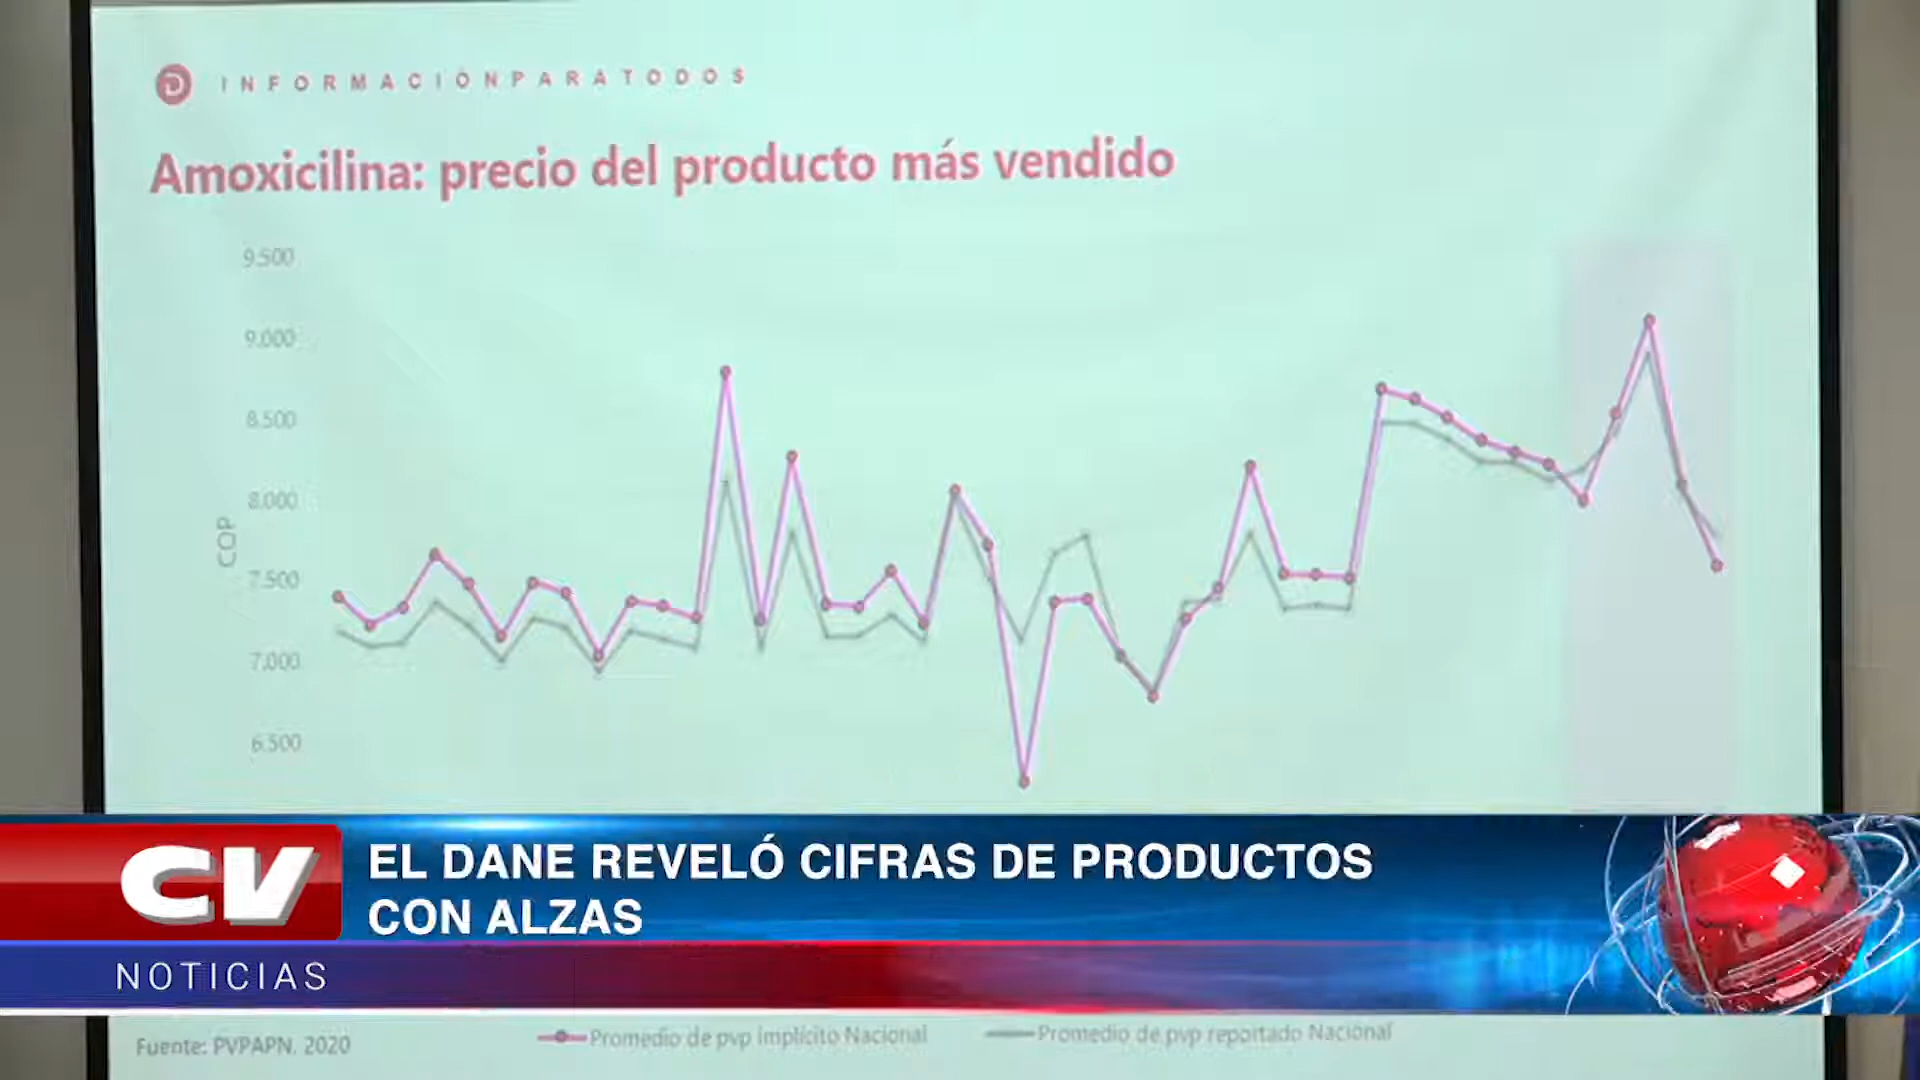 INFORMACIÓNPARATODOS
Amoxicilina: precio del producto más vendido
9.500
9.000
8.500
8.000
7.500
7.000
6.500
COP
CV
NOTICIAS
EL DANE REVELÓ CIFRAS DE PRODUCTOS
CON ALZAS
Fuente: PVPAPN. 2020
Promedio de pvp implícito Nacional
Promedio de pvp reportado Nacional